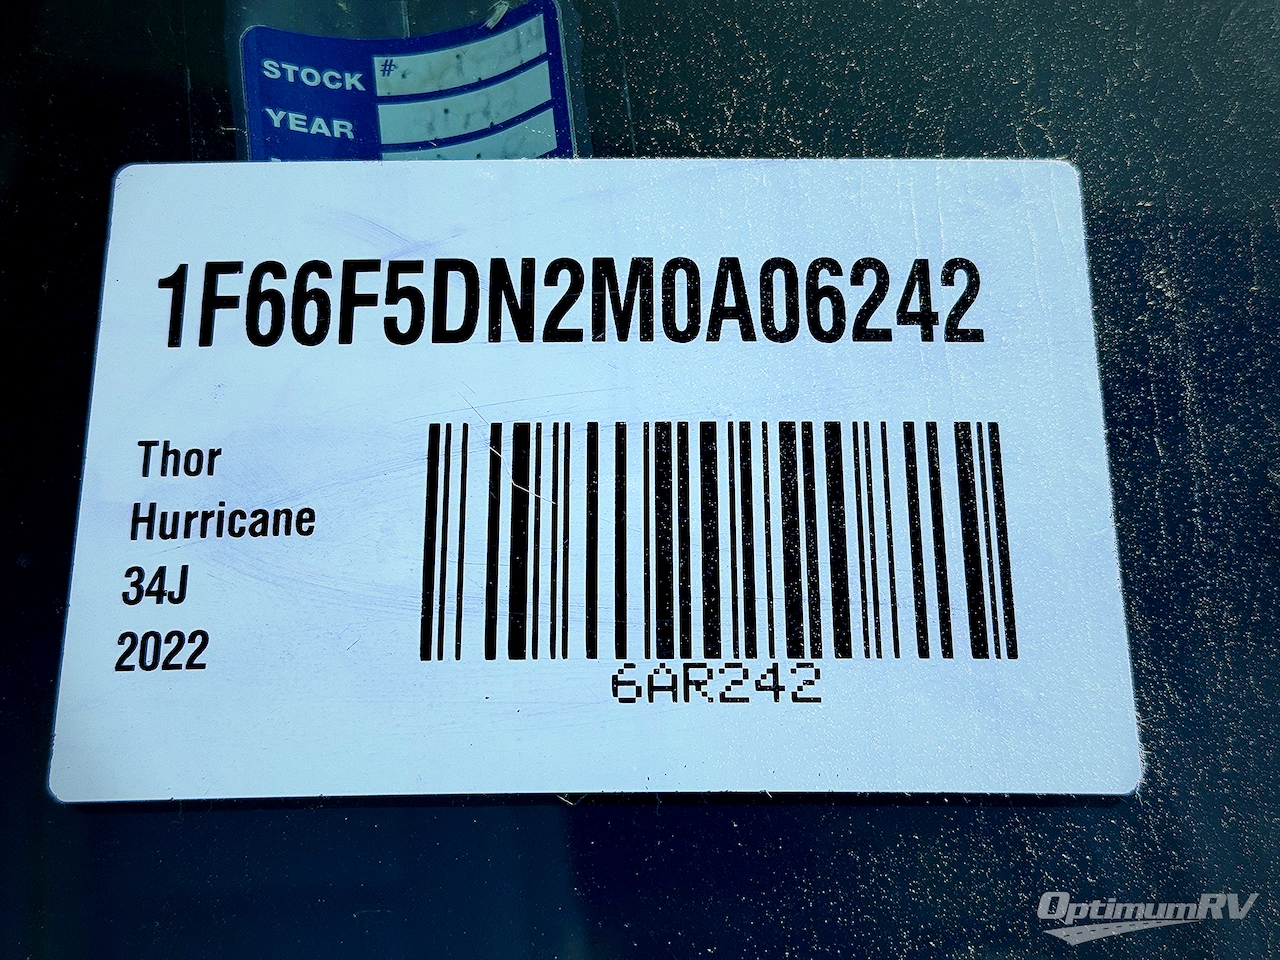 STOCK #
YEAR
1F66F5DN2M0A06242
Thor
Hurricane
34J
2022
6AR242
OptimumRV